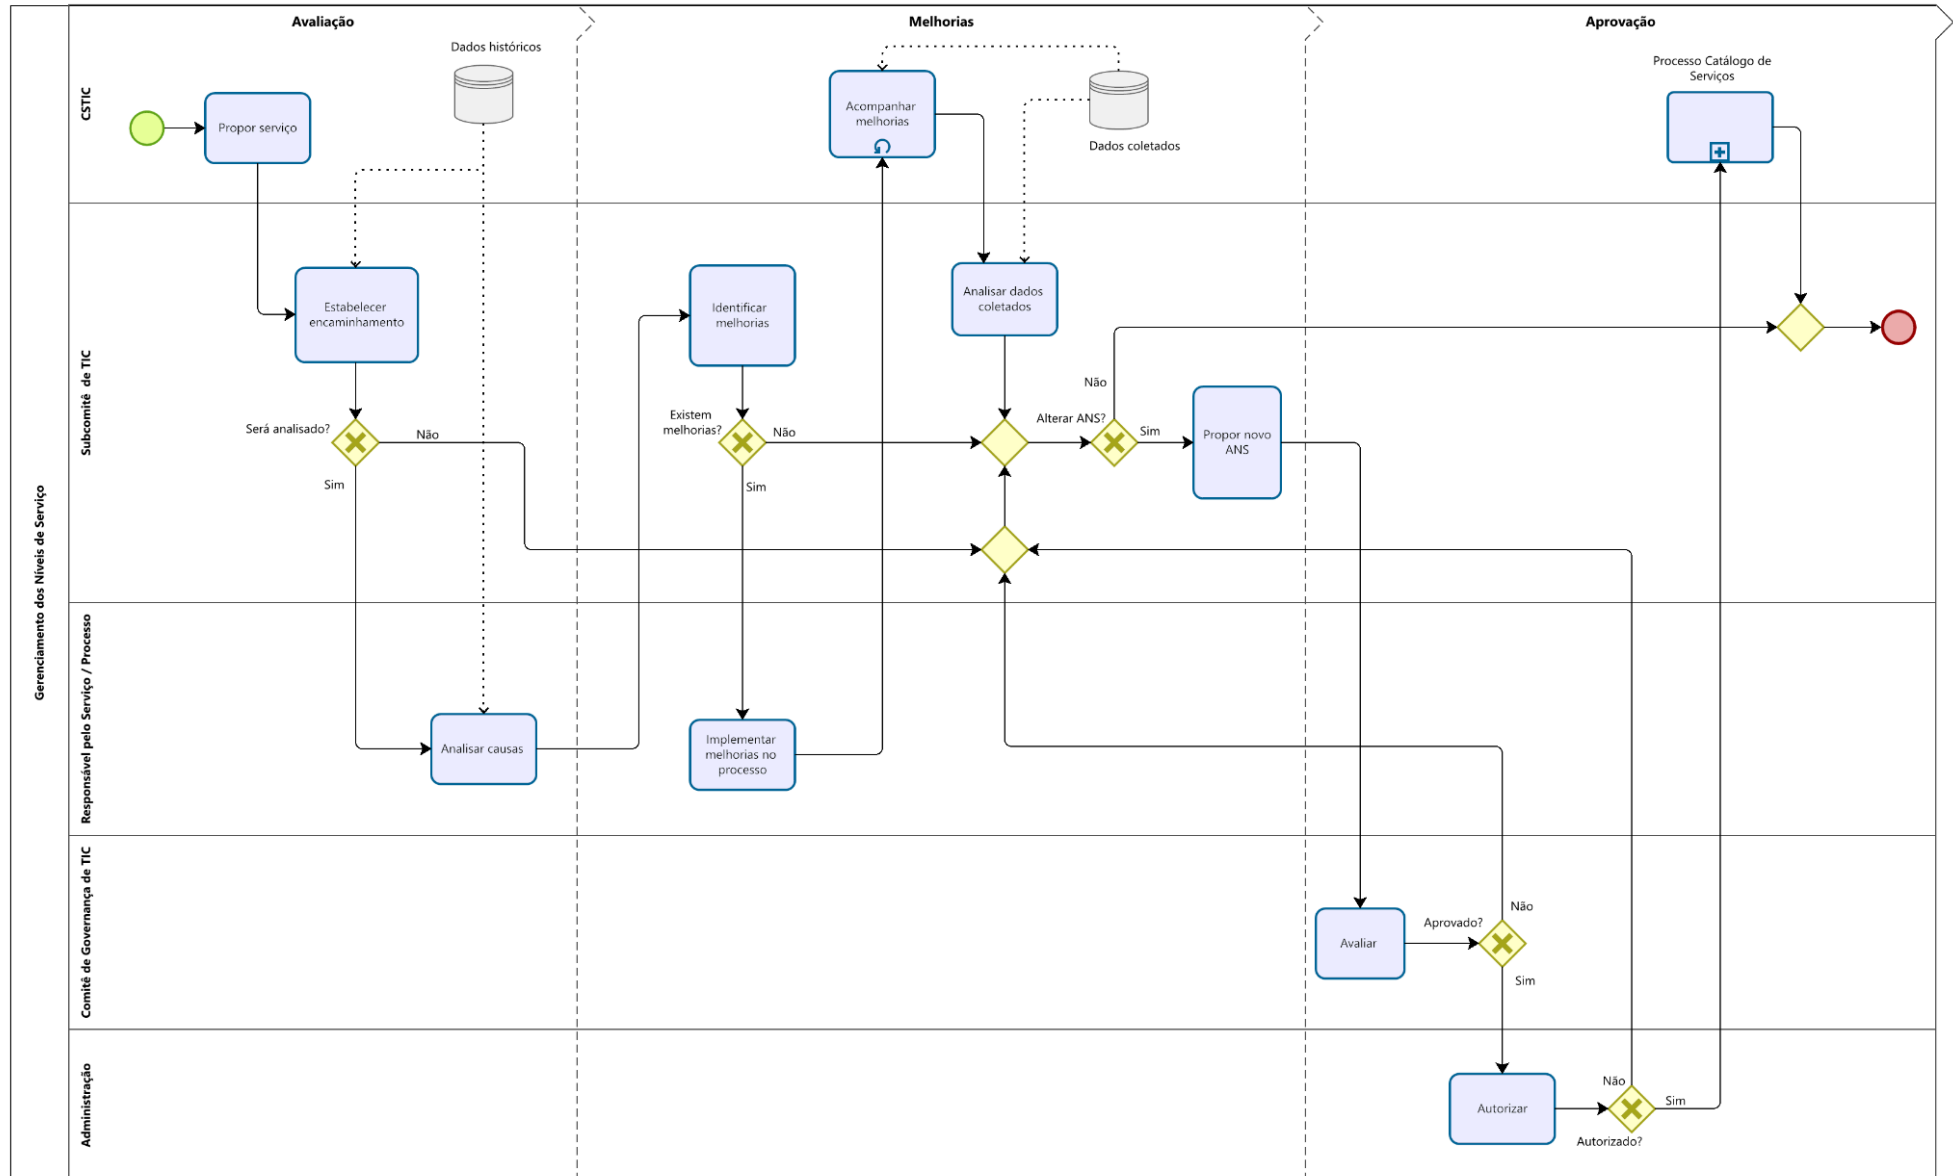 Avaliação
Melhorias
Aprovação
Gerenciamento dos Níveis de Serviço
CSTIC
Dados históricos
Propor serviço
Acompanhar
melhorias
Dados coletados
Processo Catálogo de
Serviços
Subcomitê de TIC
Estabelecer
encaminhamento
Será analisado?
Não
Sim
Identificar
melhorias
Existem
melhorias?
Não
Sim
Analisar dados
coletados
Alterar ANS?
Não
Sim
Propor novo
ANS
Responsável pelo Serviço / Processo
Analisar causas
Implementar
melhorias no
processo
Comitê de Governança de TIC
Avaliar
Aprovado?
Não
Sim
Administração
Autorizar
Não
Sim
Autorizado?